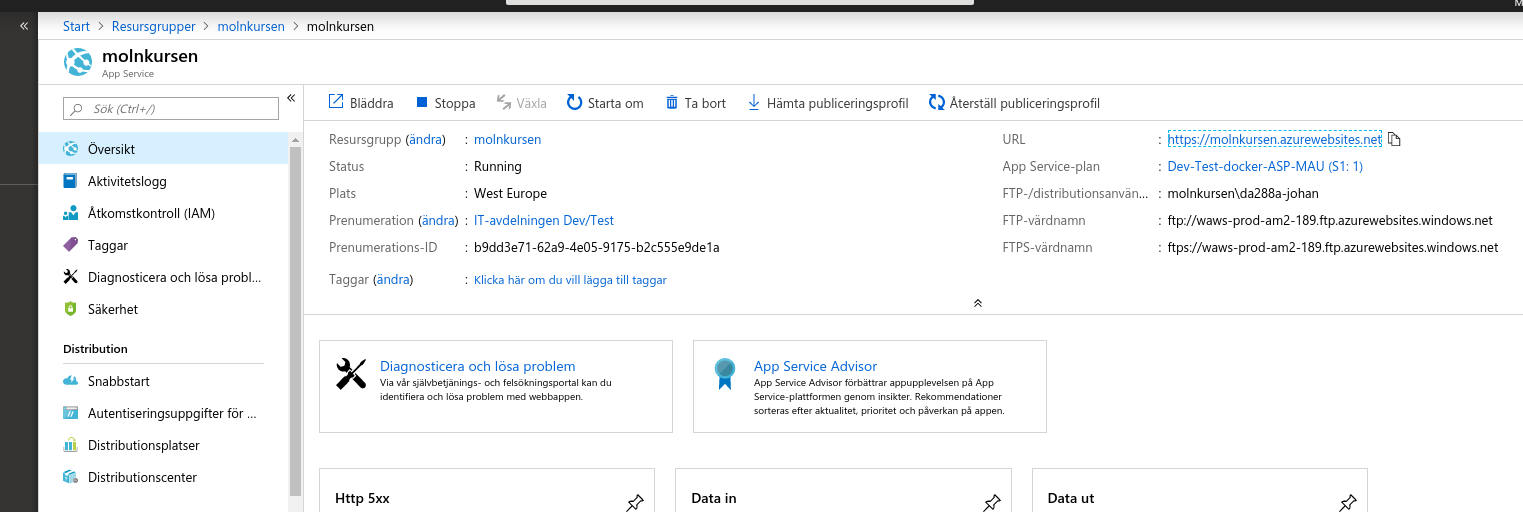 Start > Resursgrupper > molnkursen > molnkursen
molnkursen
App Service
Sök (Ctrl+/)
Översikt
Aktivitetslogg
Åtkomstkontroll (IAM)
Taggar
Diagnosticera och lösa probl...
Säkerhet
Distribution
Snabbstart
Autentiseringsuppgifter för ...
Distributionsplatser
Distributionscenter
Bläddra Stoppa Växla Starta om Ta bort Hämta publiceringsprofil Återställ publiceringsprofil
Resursgrupp (ändra) : molnkursen
Status : Running
Plats : West Europe
Prenumeration (ändra) : IT-avdelningen Dev/Test
Prenumerations-ID : b9dd3e71-62a9-4e05-9175-b2c555e9de1a
Taggar (ändra) : Klicka här om du vill lägga till taggar
URL : https://molnkursen.azurewebsites.net
App Service-plan : Dev-Test-docker-ASP-MAU (S1: 1)
FTP-/distributionsanvän... : molnkursen\da288a-johan
FTP-värdnamn : ftp://waws-prod-am2-189.ftp.azurewebsites.windows.net
FTPS-värdnamn : ftps://waws-prod-am2-189.ftp.azurewebsites.windows.net
Diagnosticera och lösa problem
Via vår självbetjänings- och felsökningsportal kan du
identifiera och lösa problem med webbappen.
App Service Advisor
App Service Advisor förbättrar appupplevelsen på App
Service-plattformen genom insikter. Rekommendationer
sorteras efter aktualitet, prioritet och påverkan på appen.
Http 5xx
Data in
Data ut